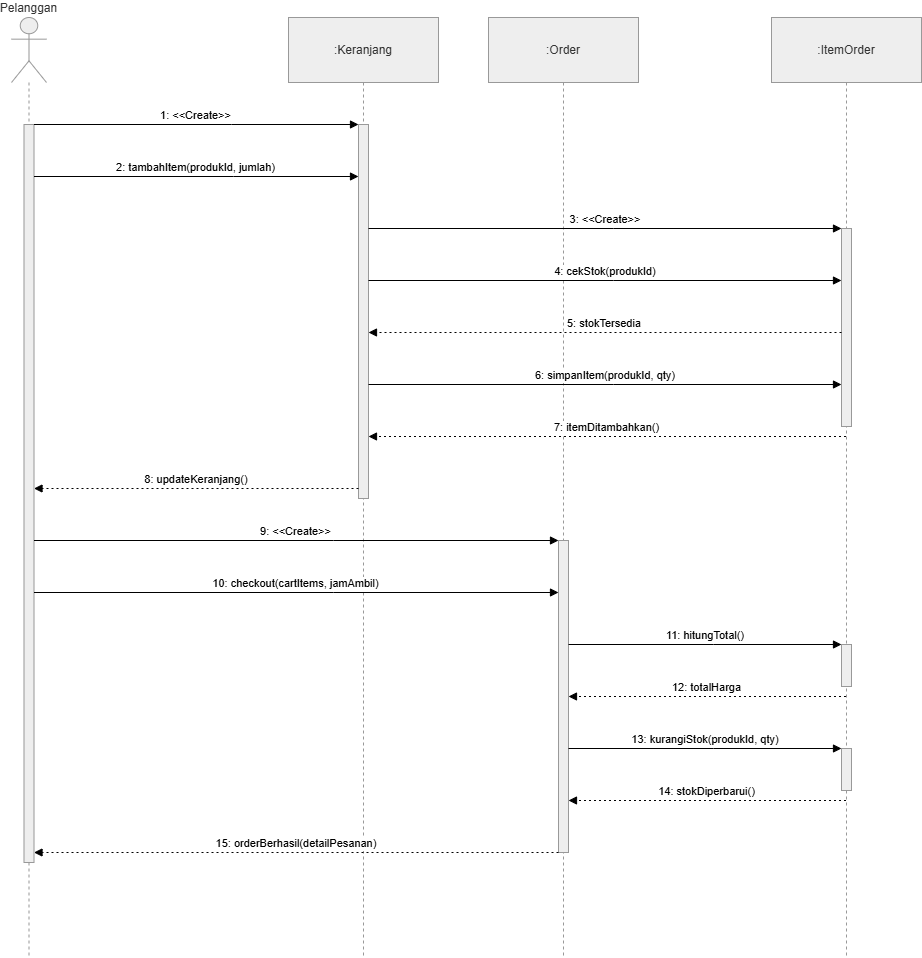 Pelanggan
:Keranjang
:Order
:ItemOrder
1: <<Create>>
2: tambahItem(produkId, jumlah)
3: <<Create>>
4: cekStok(produkId)
5: stokTersedia
6: simpanItem(produkId, qty)
7: itemDitambahkan()
8: updateKeranjang()
9: <<Create>>
10: checkout(cartItems, jamAmbil)
11: hitungTotal()
12: totalHarga
13: kurangiStok(produkId, qty)
14: stokDiperbarui()
15: orderBerhasil(detailPesanan)